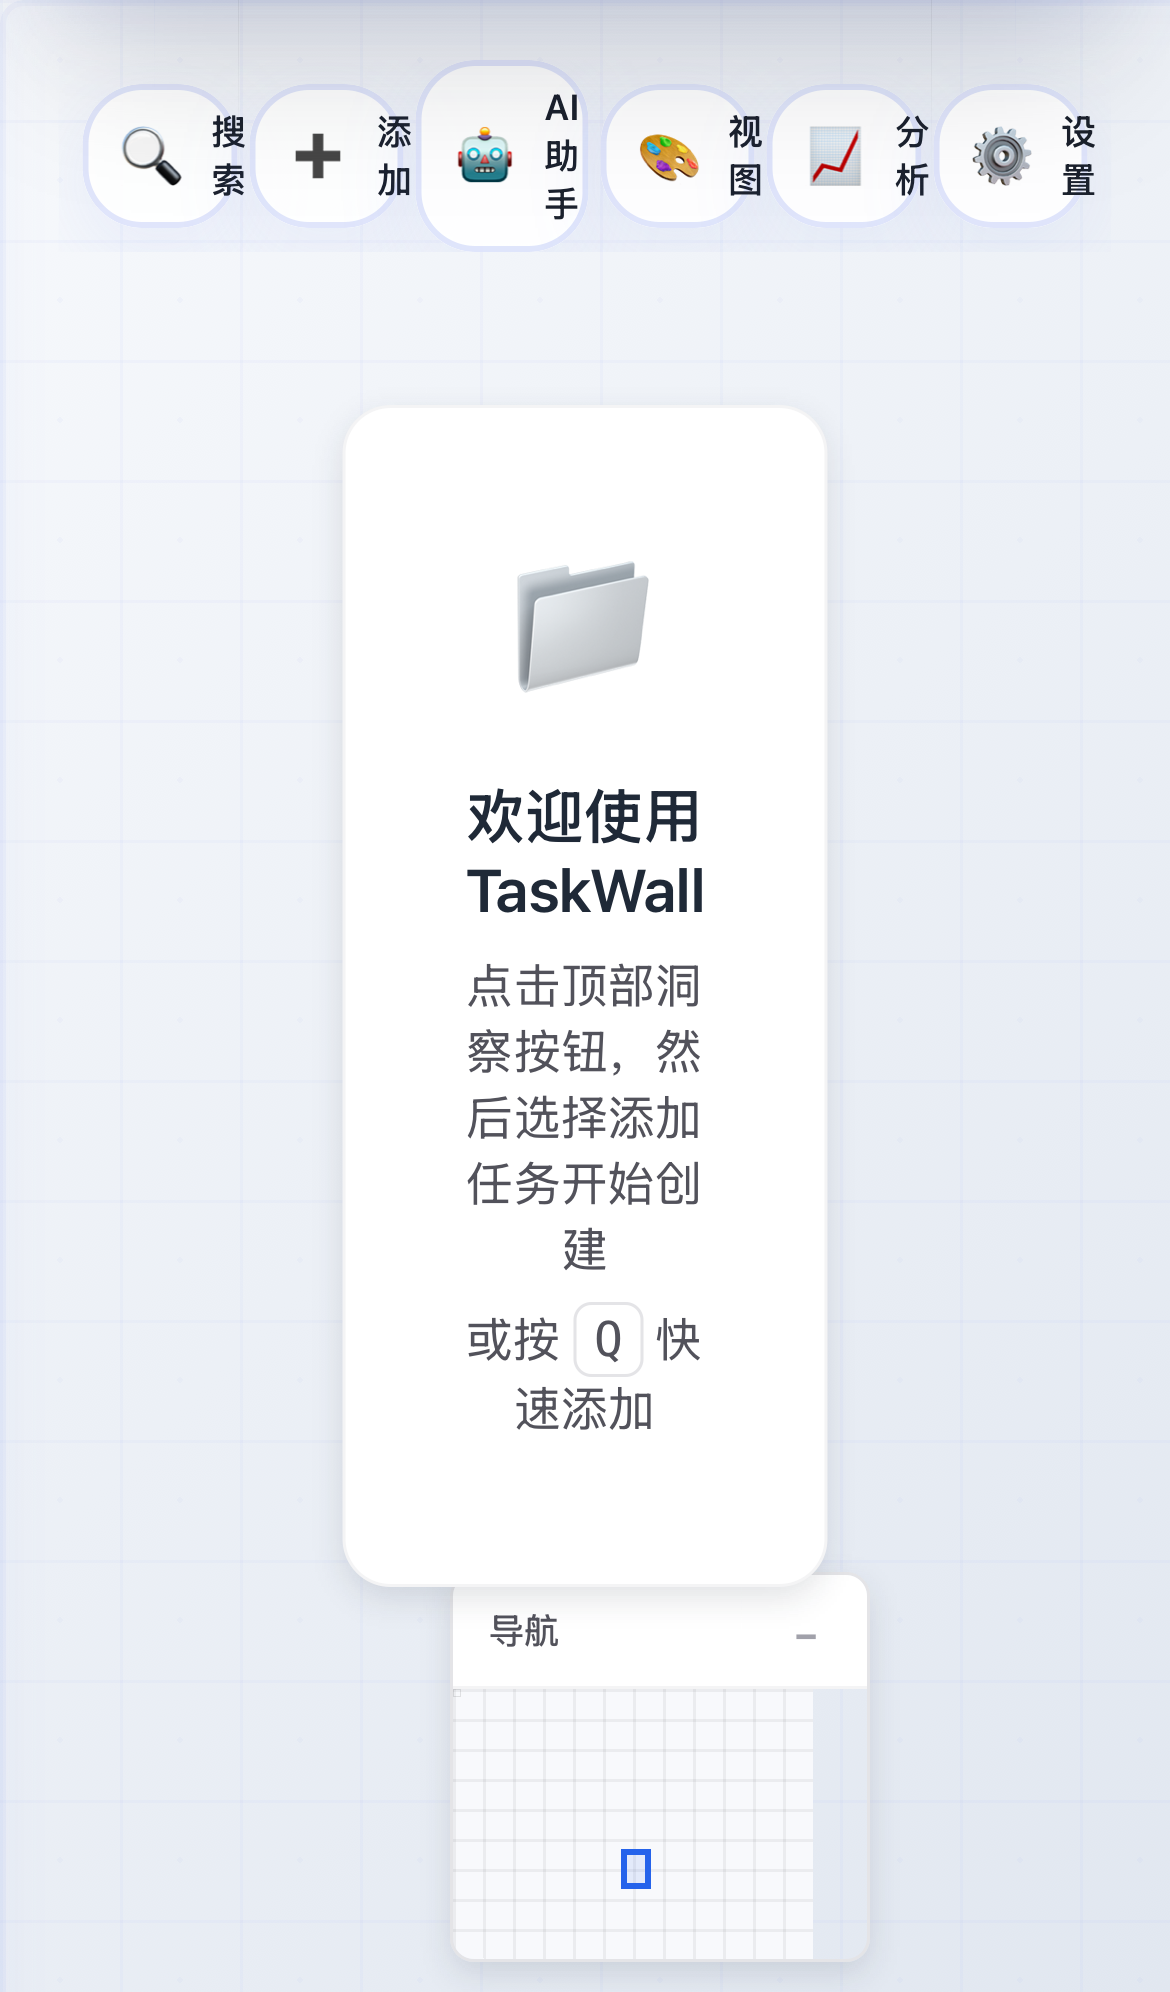 搜索
添加
AI助手
视图
分析
设置
欢迎使用
TaskWall
点击顶部洞
察按钮，然
后选择添加
任务开始创
建
或按 Q 快
速添加
导航